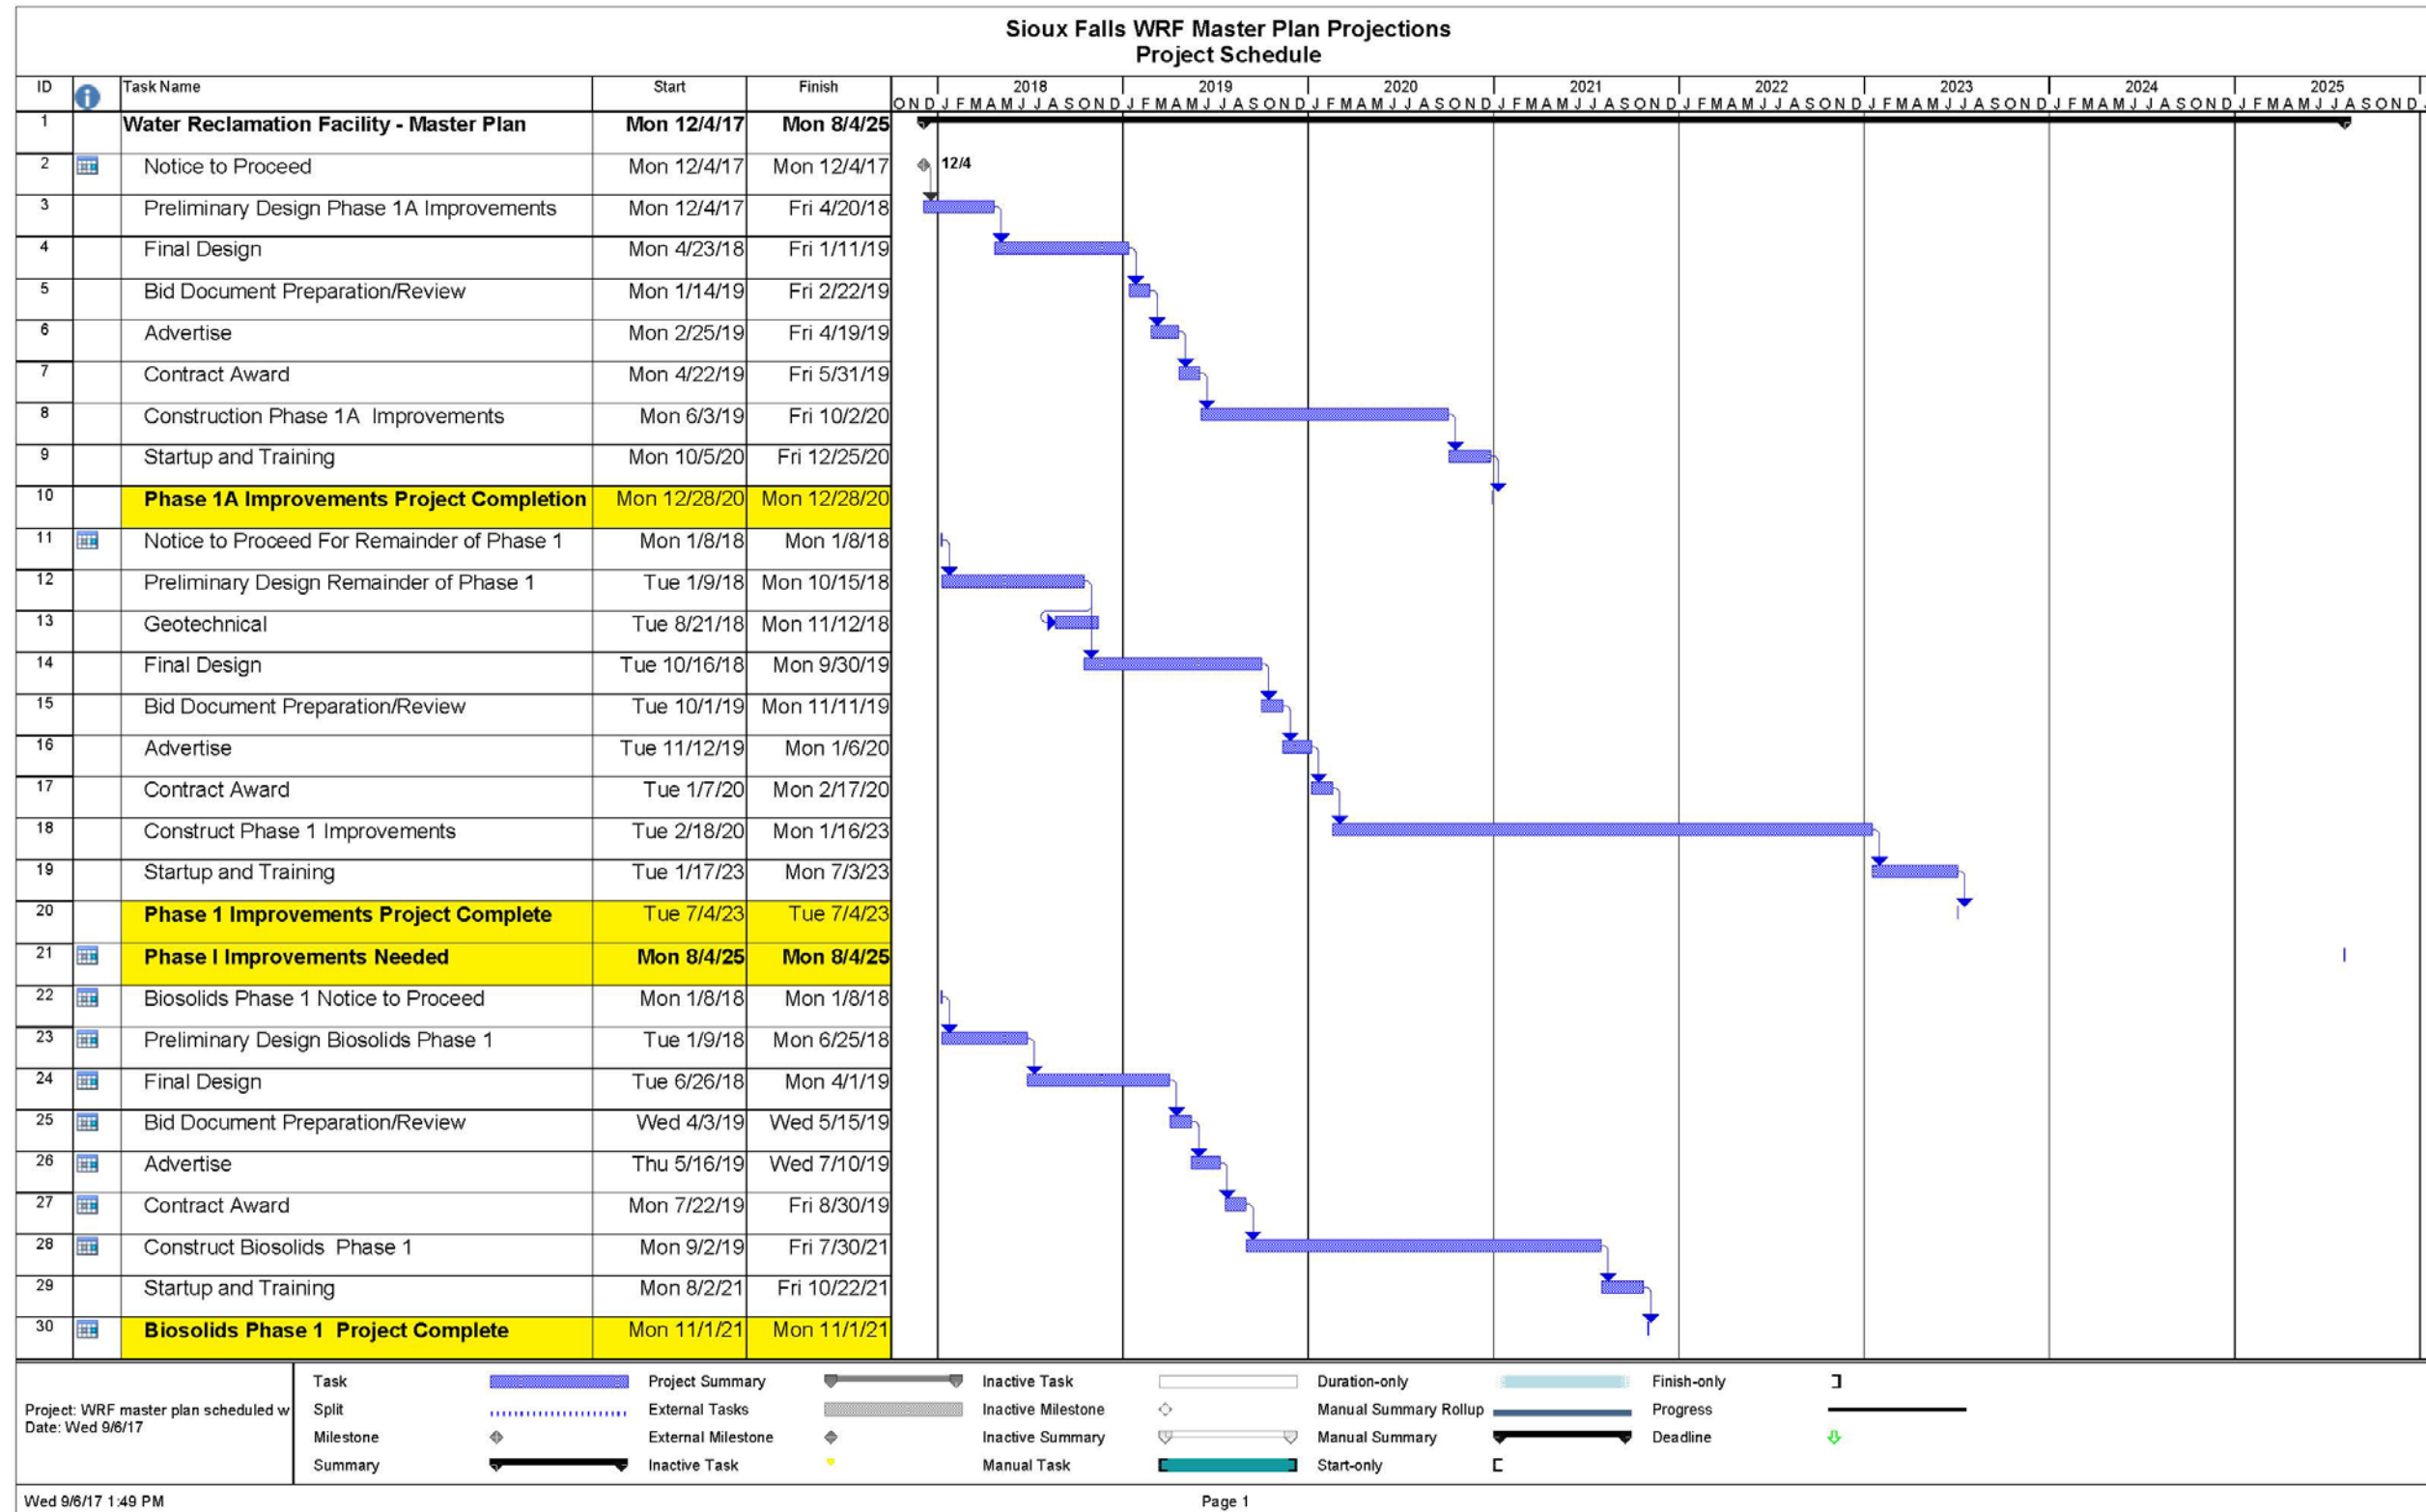 Sioux Falls WRF Master Plan Projections
Project Schedule
ID Task Name Start Finish 2018 2019 2020 2021 2022 2023 2024 2025
O N D J F M A M J J A S O N D J F M A M J J A S O N D J F M A M J J A S O N D J F M A M J J A S O N D J F M A M J J A S O N D J F M A M J J A S O N D J F M A M J J A S O N D J F M A M J J A S O N D
1 Water Reclamation Facility - Master Plan Mon 12/4/17 Mon 8/4/25
2 Notice to Proceed Mon 12/4/17 Mon 12/4/17 12/4
3 Preliminary Design Phase 1A Improvements Mon 12/4/17 Fri 4/20/18
4 Final Design Mon 4/23/18 Fri 1/11/19
5 Bid Document Preparation/Review Mon 1/14/19 Fri 2/22/19
6 Advertise Mon 2/25/19 Fri 4/19/19
7 Contract Award Mon 4/22/19 Fri 5/31/19
8 Construction Phase 1A Improvements Mon 6/3/19 Fri 10/2/20
9 Startup and Training Mon 10/5/20 Fri 12/25/20
10 Phase 1A Improvements Project Completion Mon 12/28/20 Mon 12/28/20
11 Notice to Proceed For Remainder of Phase 1 Mon 1/8/18 Mon 1/8/18
12 Preliminary Design Remainder of Phase 1 Tue 1/9/18 Mon 10/15/18
13 Geotechnical Tue 8/21/18 Mon 11/12/18
14 Final Design Tue 10/16/18 Mon 9/30/19
15 Bid Document Preparation/Review Tue 10/1/19 Mon 11/11/19
16 Advertise Tue 11/12/19 Mon 1/6/20
17 Contract Award Tue 1/7/20 Mon 2/17/20
18 Construct Phase 1 Improvements Tue 2/18/20 Mon 1/16/23
19 Startup and Training Tue 1/17/23 Mon 7/3/23
20 Phase 1 Improvements Project Complete Tue 7/4/23 Tue 7/4/23
21 Phase I Improvements Needed Mon 8/4/25 Mon 8/4/25
22 Biosolids Phase 1 Notice to Proceed Mon 1/8/18 Mon 1/8/18
23 Preliminary Design Biosolids Phase 1 Tue 1/9/18 Mon 6/25/18
24 Final Design Tue 6/26/18 Mon 4/1/19
25 Bid Document Preparation/Review Wed 4/3/19 Wed 5/15/19
26 Advertise Thu 5/16/19 Wed 7/10/19
27 Contract Award Mon 7/22/19 Fri 8/30/19
28 Construct Biosolids Phase 1 Mon 9/2/19 Fri 7/30/21
29 Startup and Training Mon 8/2/21 Fri 10/22/21
30 Biosolids Phase 1 Project Complete Mon 11/1/21 Mon 11/1/21
Project: WRF master plan scheduled w
Date: Wed 9/6/17
Task Project Summary Inactive Task Duration-only Finish-only
Split External Tasks Inactive Milestone Manual Summary Rollup Progress
Milestone External Milestone Inactive Summary Manual Summary Deadline
Summary Inactive Task Manual Task Start-only
Wed 9/6/17 1:49 PM Page 1